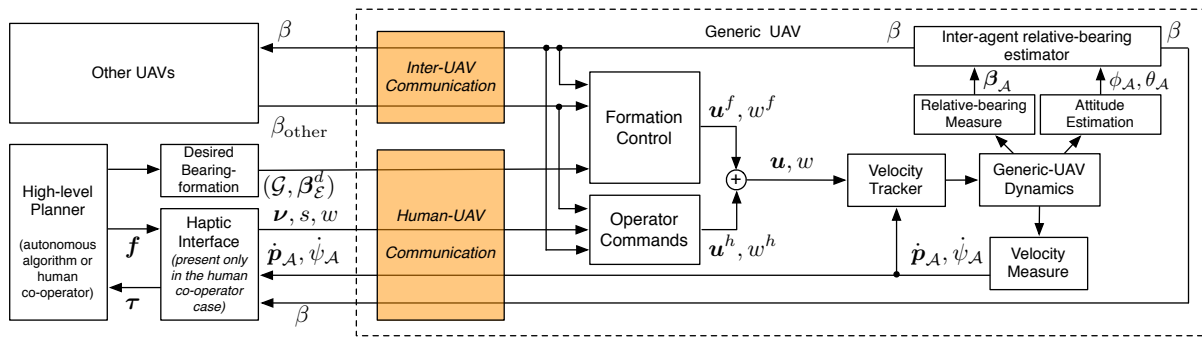 β
Generic UAV
β
β
Other UAVs
Inter-UAV
Communication
Inter-agent relative-bearing
estimator
β_A
ϕ_A, θ_A
Relative-bearing
Measure
Attitude
Estimation
β_other
Formation
Control
u^f, w^f
u, w
Velocity
Tracker
Generic-UAV
Dynamics
High-level
Planner
(autonomous
algorithm or
human
co-operator)
Desired
Bearing-
formation
(G, β^d_E)
ν, s, w
Human-UAV
Communication
Operator
Commands
u^h, w^h
f
τ
Haptic
Interface
(present only
in the human
co-operator
case)
ṗ_A, ψ̇_A
ṗ_A, ψ̇_A
Velocity
Measure
β